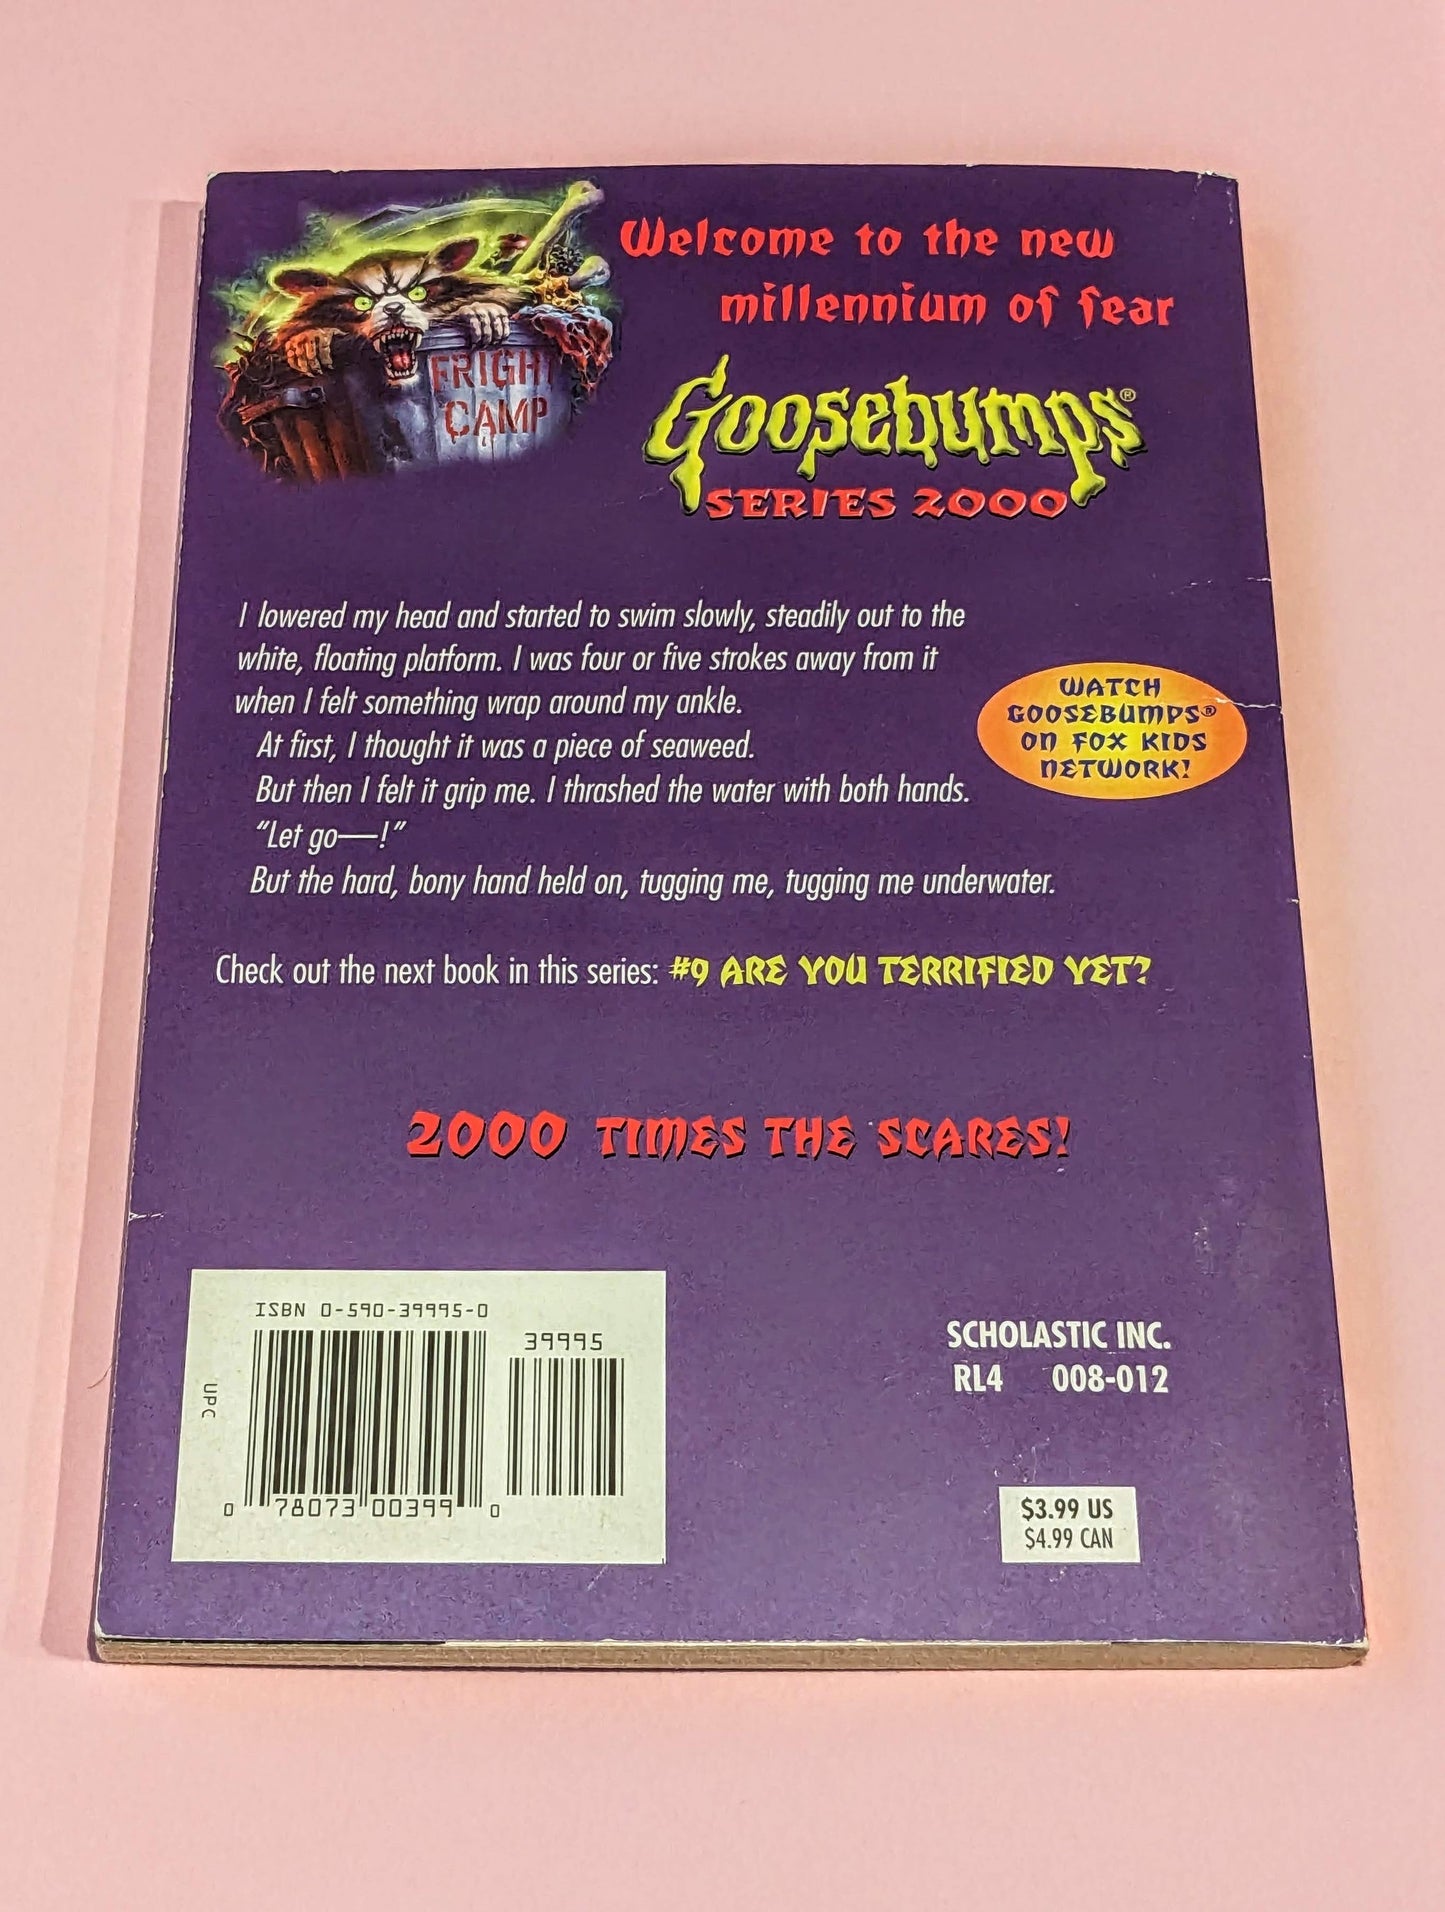 Welcome to the new
millennium of fear
FRIGHT
CAMP
Goosebumps®
SERIES 2000
I lowered my head and started to swim slowly, steadily out to the
white, floating platform. I was four or five strokes away from it
when I felt something wrap around my ankle.
At first, I thought it was a piece of seaweed.
But then I felt it grip me. I thrashed the water with both hands.
“Let go—!”
But the hard, bony hand held on, tugging me, tugging me underwater.
WATCH
GOOSEBUMPS®
ON FOX KIDS
NETWORK!
Check out the next book in this series: #9 ARE YOU TERRIFIED YET?
2000 TIMES THE SCARES!
ISBN 0-590-39995-0
39995
UPC
0 78073 00399 0
SCHOLASTIC INC.
RL4 008-012
$3.99 US
$4.99 CAN